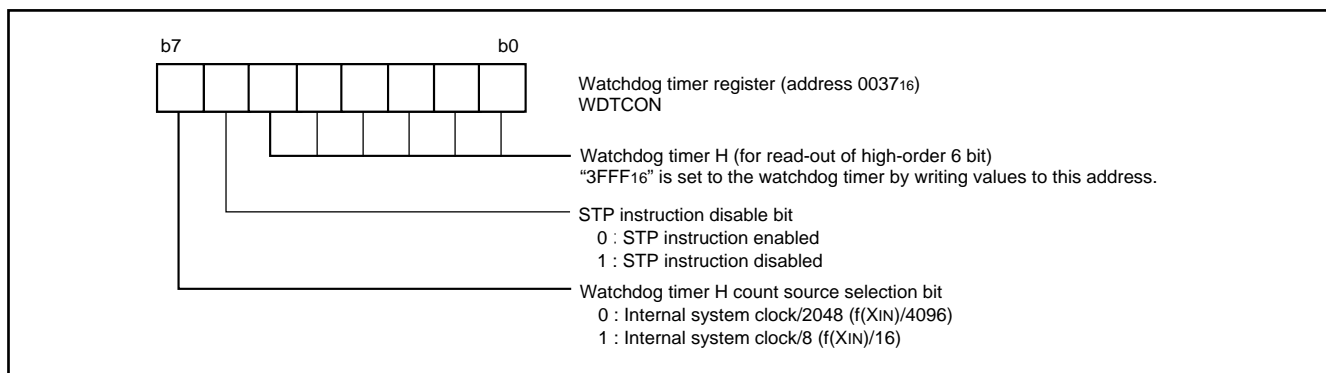 b7 b0
Watchdog timer register (address 003716)
WDTCON
Watchdog timer H (for read-out of high-order 6 bit)
“3FFF16” is set to the watchdog timer by writing values to this address.
STP instruction disable bit
0 : STP instruction enabled
1 : STP instruction disabled
Watchdog timer H count source selection bit
0 : Internal system clock/2048 (f(XIN)/4096)
1 : Internal system clock/8 (f(XIN)/16)